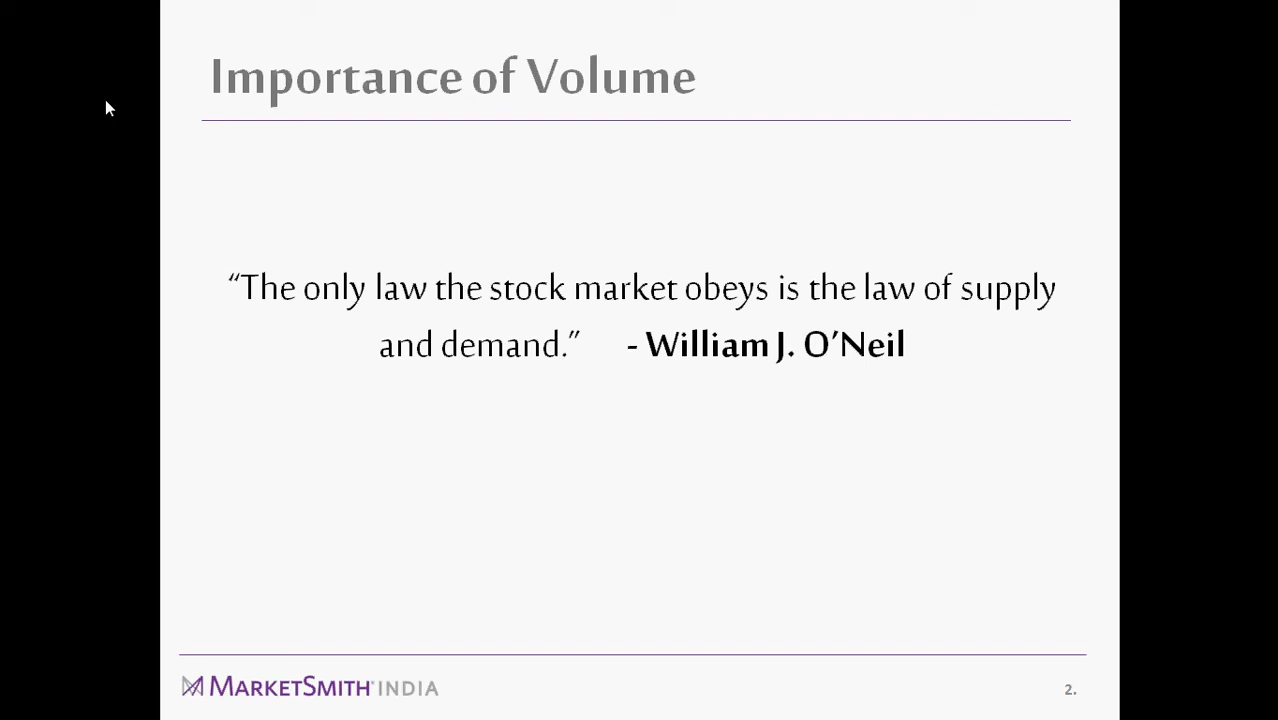 Importance of Volume
“The only law the stock market obeys is the law of supply
and demand.” - William J. O’Neil
MARKETSMITH INDIA
2.